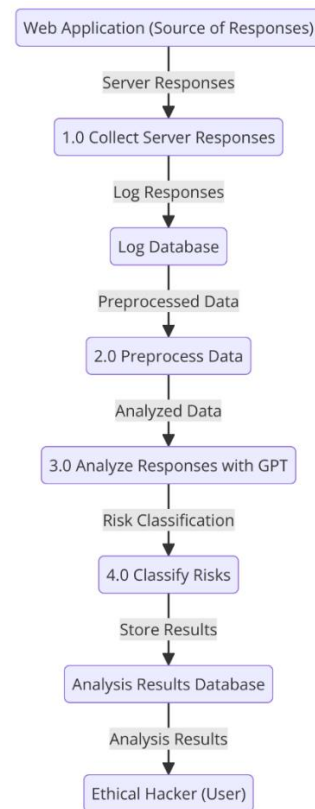 Web Application (Source of Responses)
Server Responses
1.0 Collect Server Responses
Log Responses
Log Database
Preprocessed Data
2.0 Preprocess Data
Analyzed Data
3.0 Analyze Responses with GPT
Risk Classification
4.0 Classify Risks
Store Results
Analysis Results Database
Analysis Results
Ethical Hacker (User)